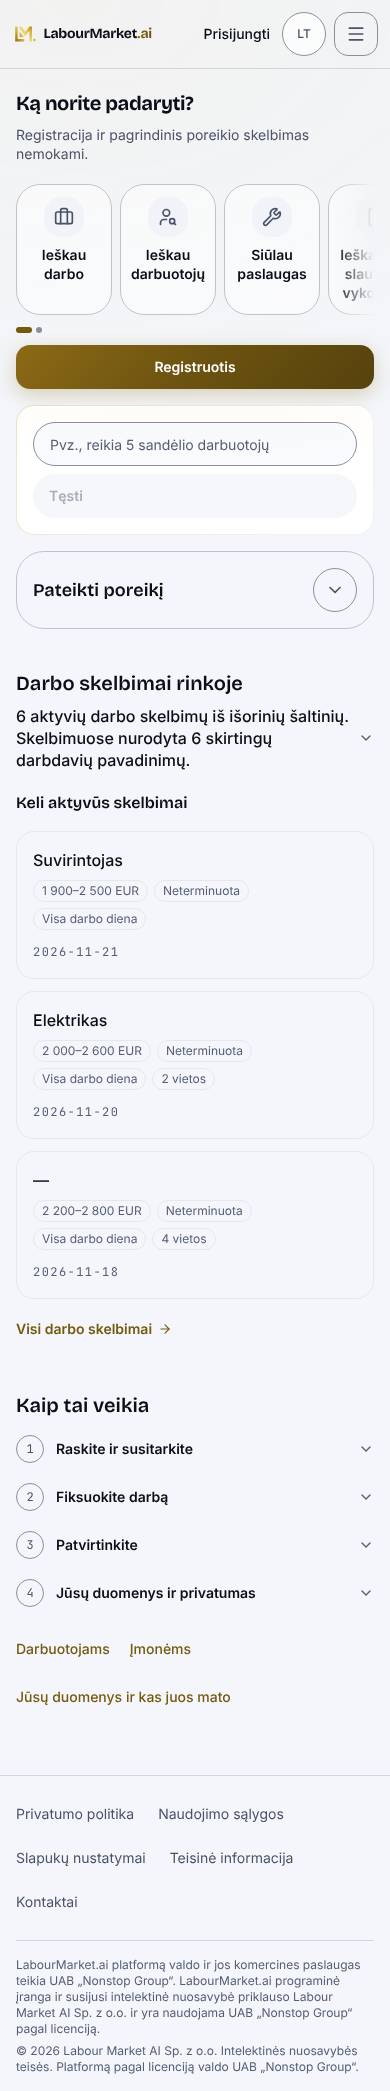 LabourMarket.ai
Prisijungti
LT
Ką norite padaryti?
Registracija ir pagrindinis poreikio skelbimas
nemokami.
Ieškau
darbo
Ieškau
darbuotojų
Siūlau
paslaugas
Registruotis
Pvz., reikia 5 sandėlio darbuotojų
Tęsti
Pateikti poreikį
Darbo skelbimai rinkoje
6 aktyvių darbo skelbimų iš išorinių šaltinių.
Skelbimuose nurodyta 6 skirtingų
darbdavių pavadinimų.
Keli aktyvūs skelbimai
Suvirintojas
1 900–2 500 EUR
Neterminuota
Visa darbo diena
2026-11-21
Elektrikas
2 000–2 600 EUR
Neterminuota
Visa darbo diena
2 vietos
2026-11-20
—
2 200–2 800 EUR
Neterminuota
Visa darbo diena
4 vietos
2026-11-18
Visi darbo skelbimai →
Kaip tai veikia
1 Raskite ir susitarkite
2 Fiksuokite darbą
3 Patvirtinkite
4 Jūsų duomenys ir privatumas
Darbuotojams
Įmonėms
Jūsų duomenys ir kas juos mato
Privatumo politika
Naudojimo sąlygos
Slapukų nustatymai
Teisinė informacija
Kontaktai
LabourMarket.ai platformą valdo ir jos komercines paslaugas
teikia UAB „Nonstop Group“. LabourMarket.ai programinė
įranga ir susijusi intelektinė nuosavybė priklauso Labour
Market AI Sp. z o.o. ir yra naudojama UAB „Nonstop Group“
pagal licenciją.
© 2026 Labour Market AI Sp. z o.o. Intelektinės nuosavybės
teisės. Platformą pagal licenciją valdo UAB „Nonstop Group“.